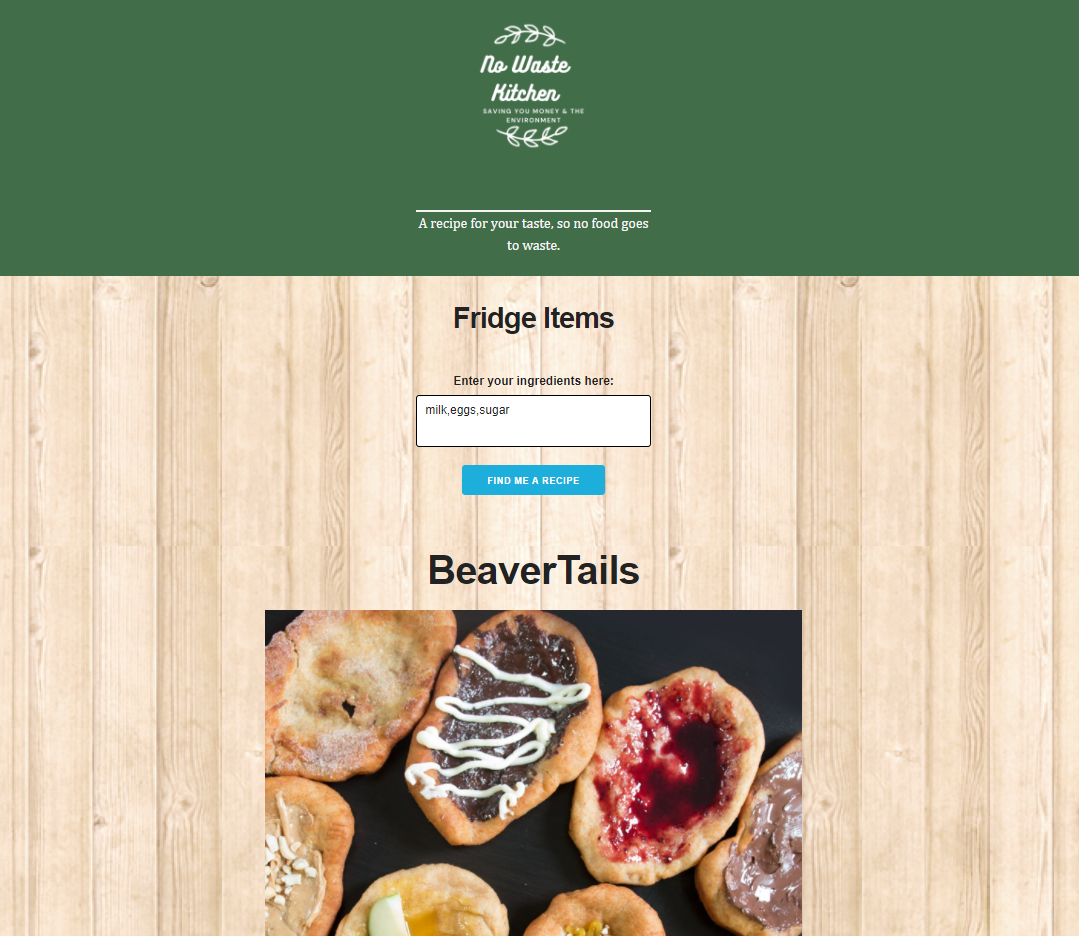 No Waste
Kitchen
SAVING YOU MONEY & THE
ENVIRONMENT
A recipe for your taste, so no food goes
to waste.
Fridge Items
Enter your ingredients here:
milk,eggs,sugar
FIND ME A RECIPE
BeaverTails